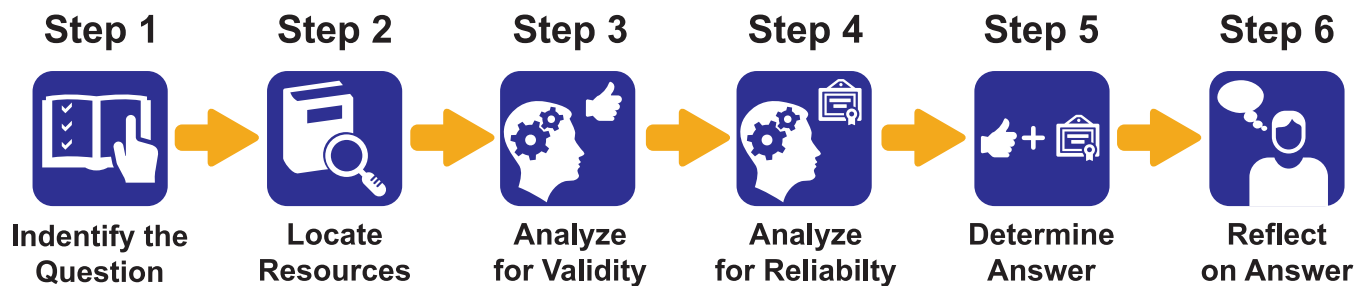 Step 1
Step 2
Step 3
Step 4
Step 5
Step 6
Indentify the
Question
Locate
Resources
Analyze
for Validity
Analyze
for Reliabilty
Determine
Answer
Reflect
on Answer